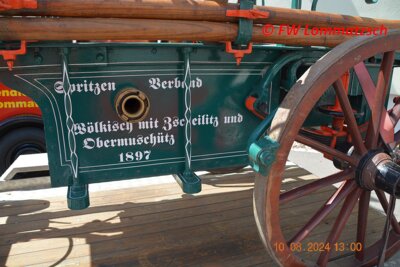 © FW Lommatzsch
Spritzen Verband
Wölkisch mit Zscheilitz und
Obermuschütz
1897
10/08/2024 13:00